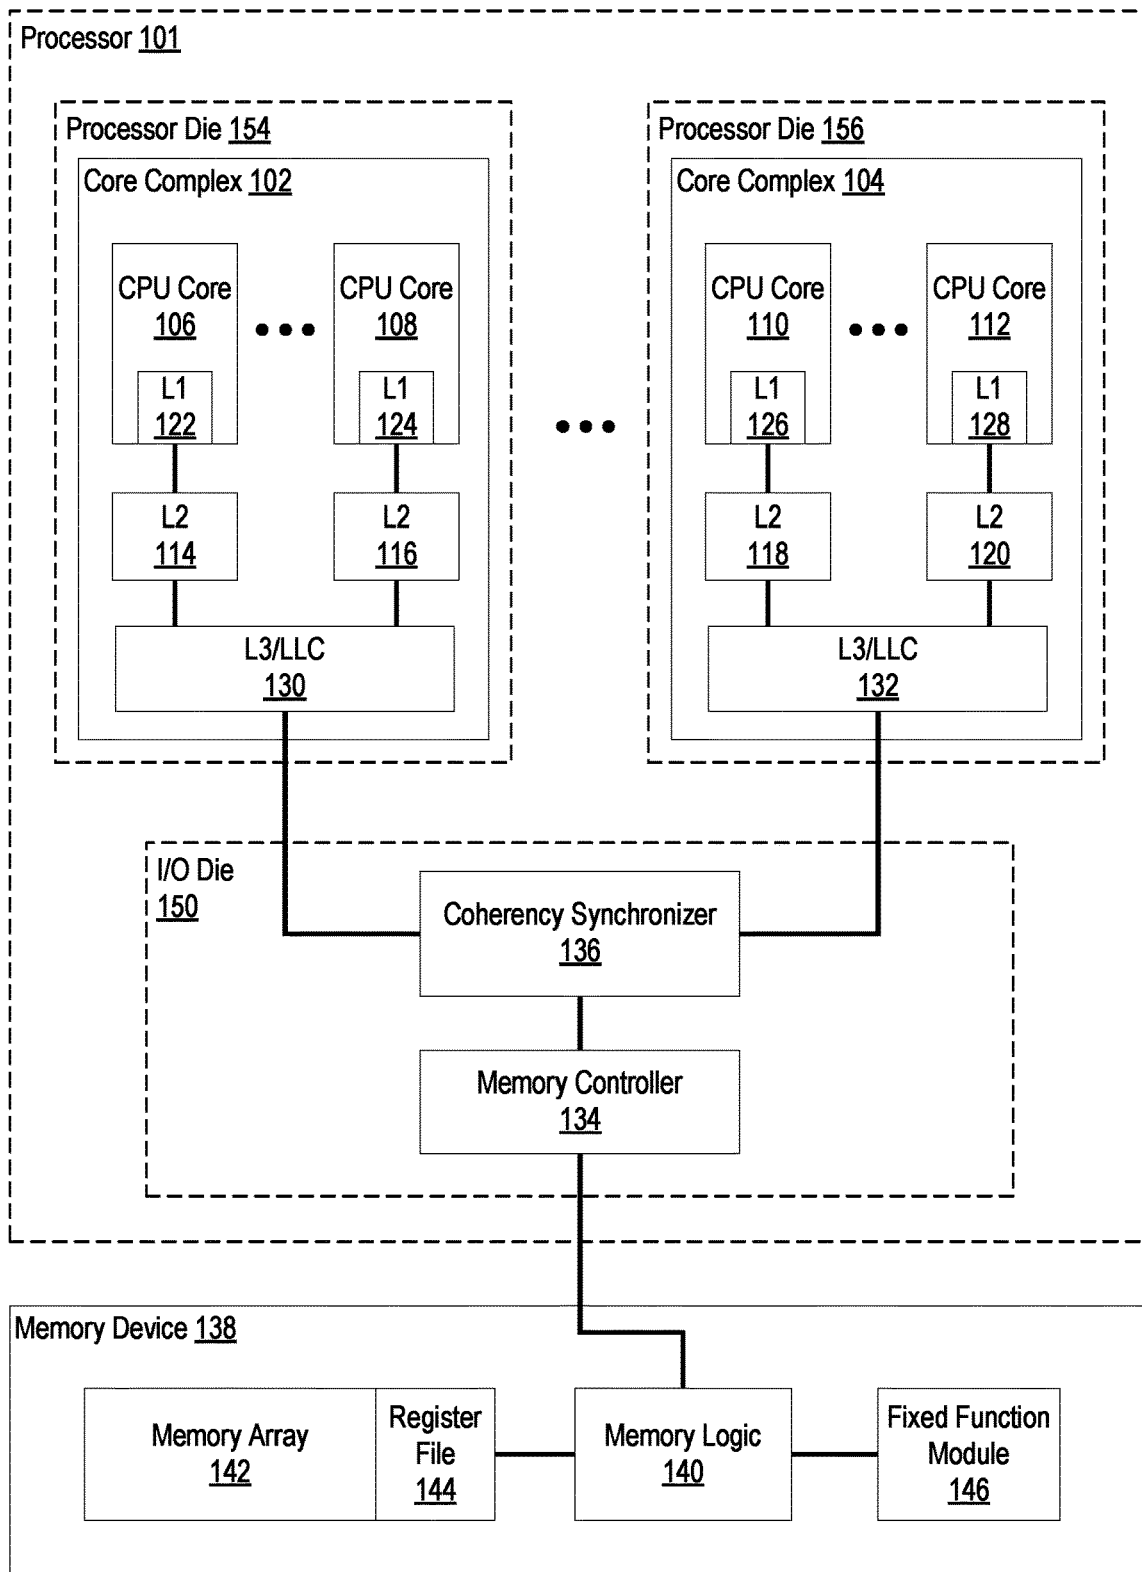 Processor 101
Processor Die 154
Core Complex 102
CPU Core
106
L1
122
CPU Core
108
L1
124
L2
114
L2
116
L3/LLC
130
Processor Die 156
Core Complex 104
CPU Core
110
L1
126
CPU Core
112
L1
128
L2
118
L2
120
L3/LLC
132
I/O Die
150
Coherency Synchronizer
136
Memory Controller
134
Memory Device 138
Memory Array
142
Register
File
144
Memory Logic
140
Fixed Function
Module
146